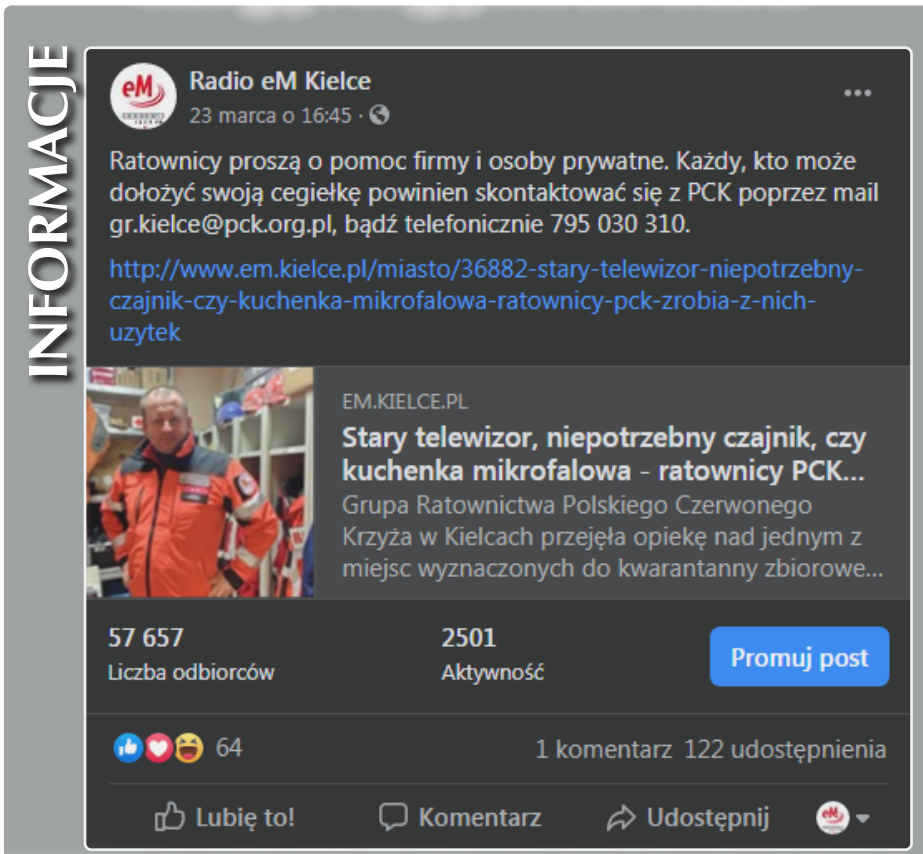 INFORMACJE
eM
Radio eM Kielce
23 marca o 16:45 ·
Ratownicy proszą o pomoc firmy i osoby prywatne. Każdy, kto może
dołożyć swoją cegiełkę powinien skontaktować się z PCK poprzez mail
gr.kielce@pck.org.pl, bądź telefonicznie 795 030 310.
http://www.em.kielce.pl/miasto/36882-stary-telewizor-niepotrzebny-
czajnik-czy-kuchenka-mikrofalowa-ratownicy-pck-zrobia-z-nich-
uzytek
EM.KIELCE.PL
Stary telewizor, niepotrzebny czajnik, czy
kuchenka mikrofalowa - ratownicy PCK...
Grupa Ratownictwa Polskiego Czerwonego
Krzyża w Kielcach przejęła opiekę nad jednym z
miejsc wyznaczonych do kwarantanny zbiorowe...
57 657 2501
Liczba odbiorców Aktywność
Promuj post
64 1 komentarz 122 udostępnienia
Lubię to! Komentarz Udostępnij eM